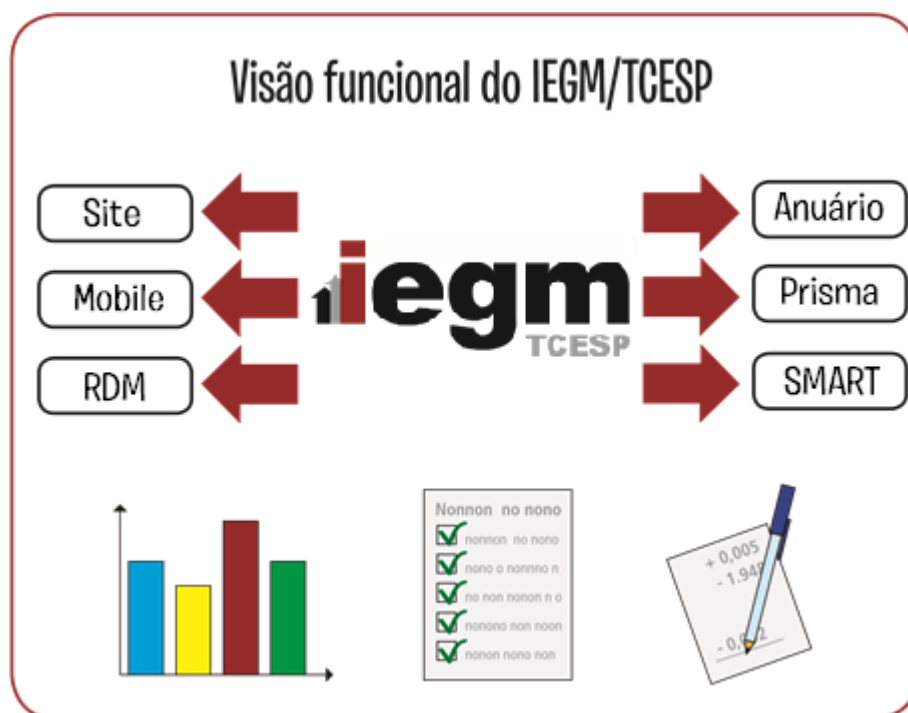 Visão funcional do IEGM/TCESP
Site
Mobile
RDM
iegm
TCESP
Anuário
Prisma
SMART
Nonnon no nono
nonnon no nono
nono o nonnno n
no non nonon n o
nonono non noon
nonon nono non
+ 0,005
- 1.948